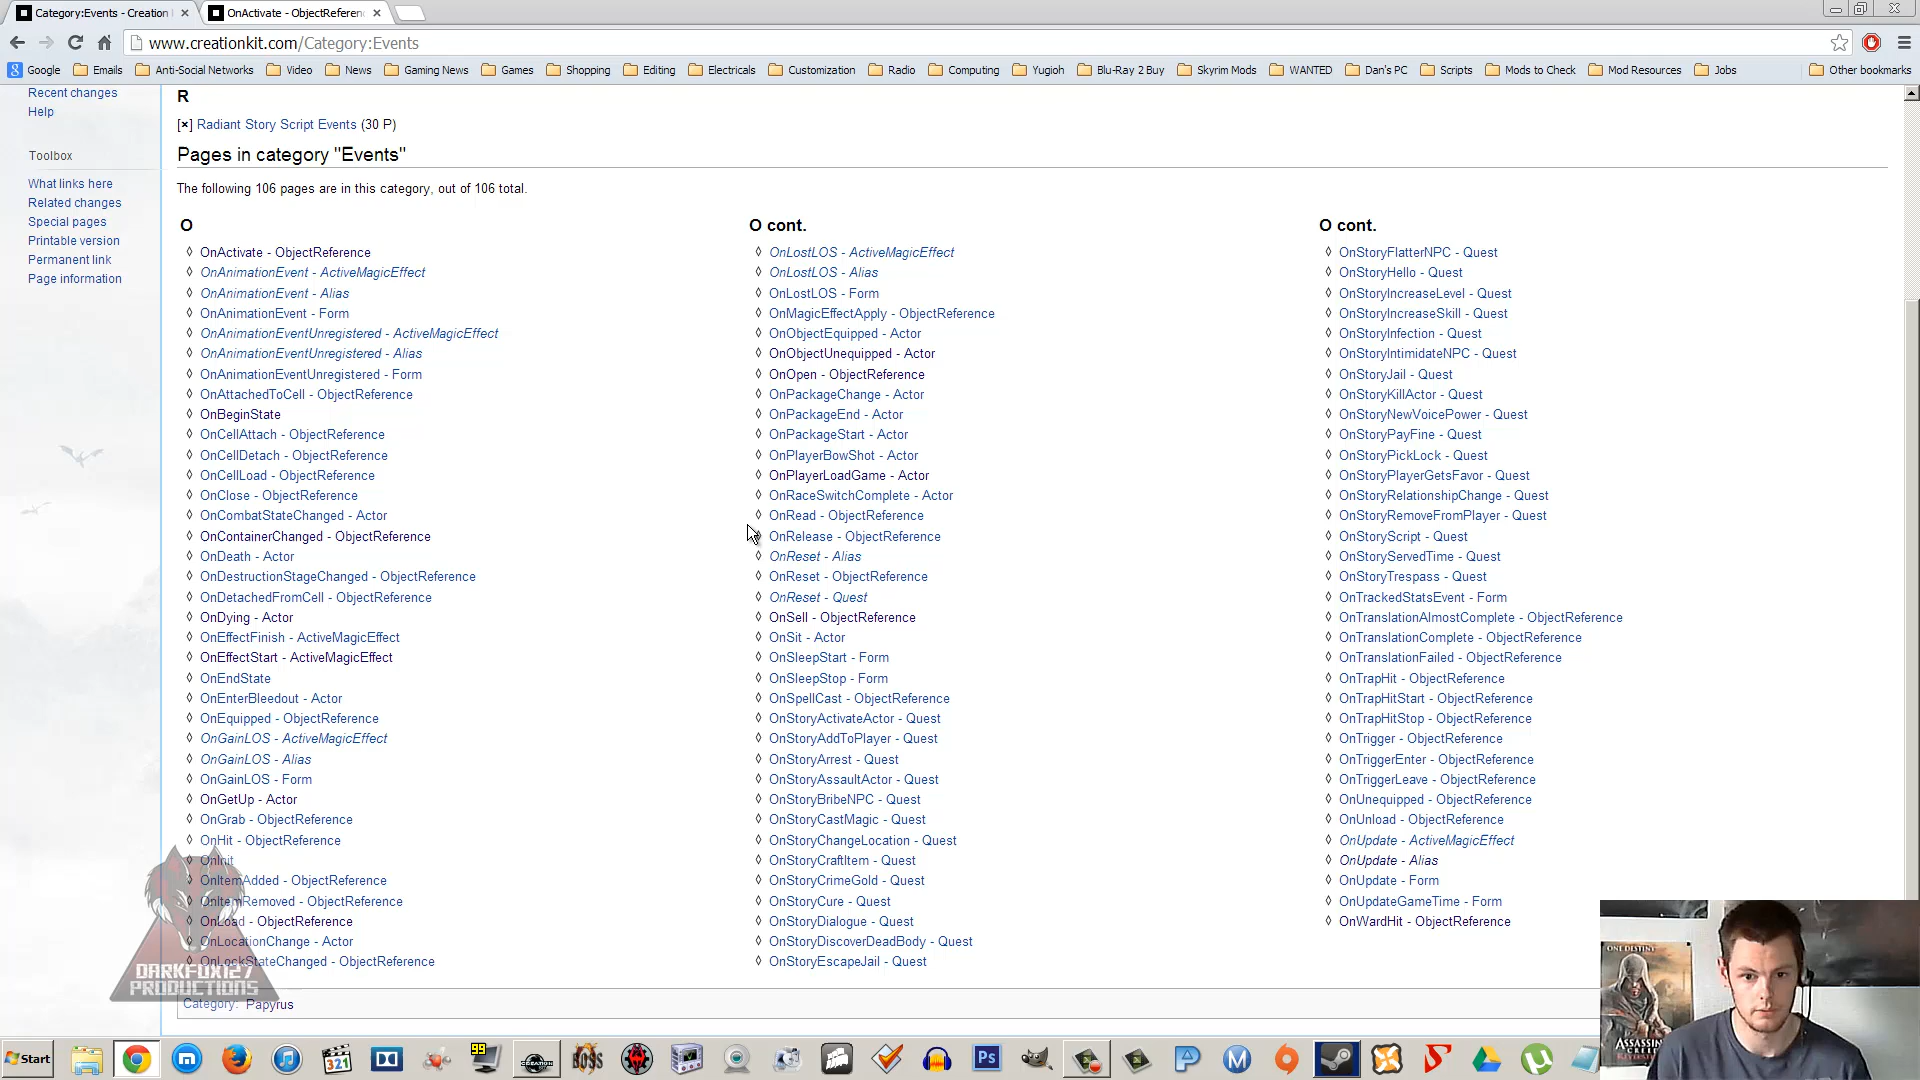 Category:Events - Creation
OnActivate - ObjectReferen
www.creationkit.com/Category:Events
Google Emails Anti-Social Networks Video News Gaming News Games Shopping Editing Electricals Customization Radio Computing Yugioh Blu-Ray 2 Buy Skyrim Mods WANTED Dan's PC Scripts Mods to Check Mod Resources Jobs Other bookmarks
Recent changes
Help
Toolbox
What links here
Related changes
Special pages
Printable version
Permanent link
Page information
R
[×] Radiant Story Script Events (30 P)
Pages in category "Events"
The following 106 pages are in this category, out of 106 total.
O
OnActivate - ObjectReference
OnAnimationEvent - ActiveMagicEffect
OnAnimationEvent - Alias
OnAnimationEvent - Form
OnAnimationEventUnregistered - ActiveMagicEffect
OnAnimationEventUnregistered - Alias
OnAnimationEventUnregistered - Form
OnAttachedToCell - ObjectReference
OnBeginState
OnCellAttach - ObjectReference
OnCellDetach - ObjectReference
OnCellLoad - ObjectReference
OnClose - ObjectReference
OnCombatStateChanged - Actor
OnContainerChanged - ObjectReference
OnDeath - Actor
OnDestructionStageChanged - ObjectReference
OnDetachedFromCell - ObjectReference
OnDying - Actor
OnEffectFinish - ActiveMagicEffect
OnEffectStart - ActiveMagicEffect
OnEndState
OnEnterBleedout - Actor
OnEquipped - ObjectReference
OnGainLOS - ActiveMagicEffect
OnGainLOS - Alias
OnGainLOS - Form
OnGetUp - Actor
OnGrab - ObjectReference
OnHit - ObjectReference
OnInit
OnItemAdded - ObjectReference
OnItemRemoved - ObjectReference
OnLoad - ObjectReference
OnLocationChange - Actor
OnLockStateChanged - ObjectReference
O cont.
OnLostLOS - ActiveMagicEffect
OnLostLOS - Alias
OnLostLOS - Form
OnMagicEffectApply - ObjectReference
OnObjectEquipped - Actor
OnObjectUnequipped - Actor
OnOpen - ObjectReference
OnPackageChange - Actor
OnPackageEnd - Actor
OnPackageStart - Actor
OnPlayerBowShot - Actor
OnPlayerLoadGame - Actor
OnRaceSwitchComplete - Actor
OnRead - ObjectReference
OnRelease - ObjectReference
OnReset - Alias
OnReset - ObjectReference
OnReset - Quest
OnSell - ObjectReference
OnSit - Actor
OnSleepStart - Form
OnSleepStop - Form
OnSpellCast - ObjectReference
OnStoryActivateActor - Quest
OnStoryAddToPlayer - Quest
OnStoryArrest - Quest
OnStoryAssaultActor - Quest
OnStoryBribeNPC - Quest
OnStoryCastMagic - Quest
OnStoryChangeLocation - Quest
OnStoryCraftItem - Quest
OnStoryCrimeGold - Quest
OnStoryCure - Quest
OnStoryDialogue - Quest
OnStoryDiscoverDeadBody - Quest
OnStoryEscapeJail - Quest
O cont.
OnStoryFlatterNPC - Quest
OnStoryHello - Quest
OnStoryIncreaseLevel - Quest
OnStoryIncreaseSkill - Quest
OnStoryInfection - Quest
OnStoryIntimidateNPC - Quest
OnStoryJail - Quest
OnStoryKillActor - Quest
OnStoryNewVoicePower - Quest
OnStoryPayFine - Quest
OnStoryPickLock - Quest
OnStoryPlayerGetsFavor - Quest
OnStoryRelationshipChange - Quest
OnStoryRemoveFromPlayer - Quest
OnStoryScript - Quest
OnStoryServedTime - Quest
OnStoryTrespass - Quest
OnTrackedStatsEvent - Form
OnTranslationAlmostComplete - ObjectReference
OnTranslationComplete - ObjectReference
OnTranslationFailed - ObjectReference
OnTrapHit - ObjectReference
OnTrapHitStart - ObjectReference
OnTrapHitStop - ObjectReference
OnTrigger - ObjectReference
OnTriggerEnter - ObjectReference
OnTriggerLeave - ObjectReference
OnUnequipped - ObjectReference
OnUnload - ObjectReference
OnUpdate - ActiveMagicEffect
OnUpdate - Alias
OnUpdate - Form
OnUpdateGameTime - Form
OnWardHit - ObjectReference
DARKFOX127
PRODUCTIONS
Category: Papyrus
ONE DESTINY
ASSASSIN'S
Start
321
99
CREATION
BOSS
Ps